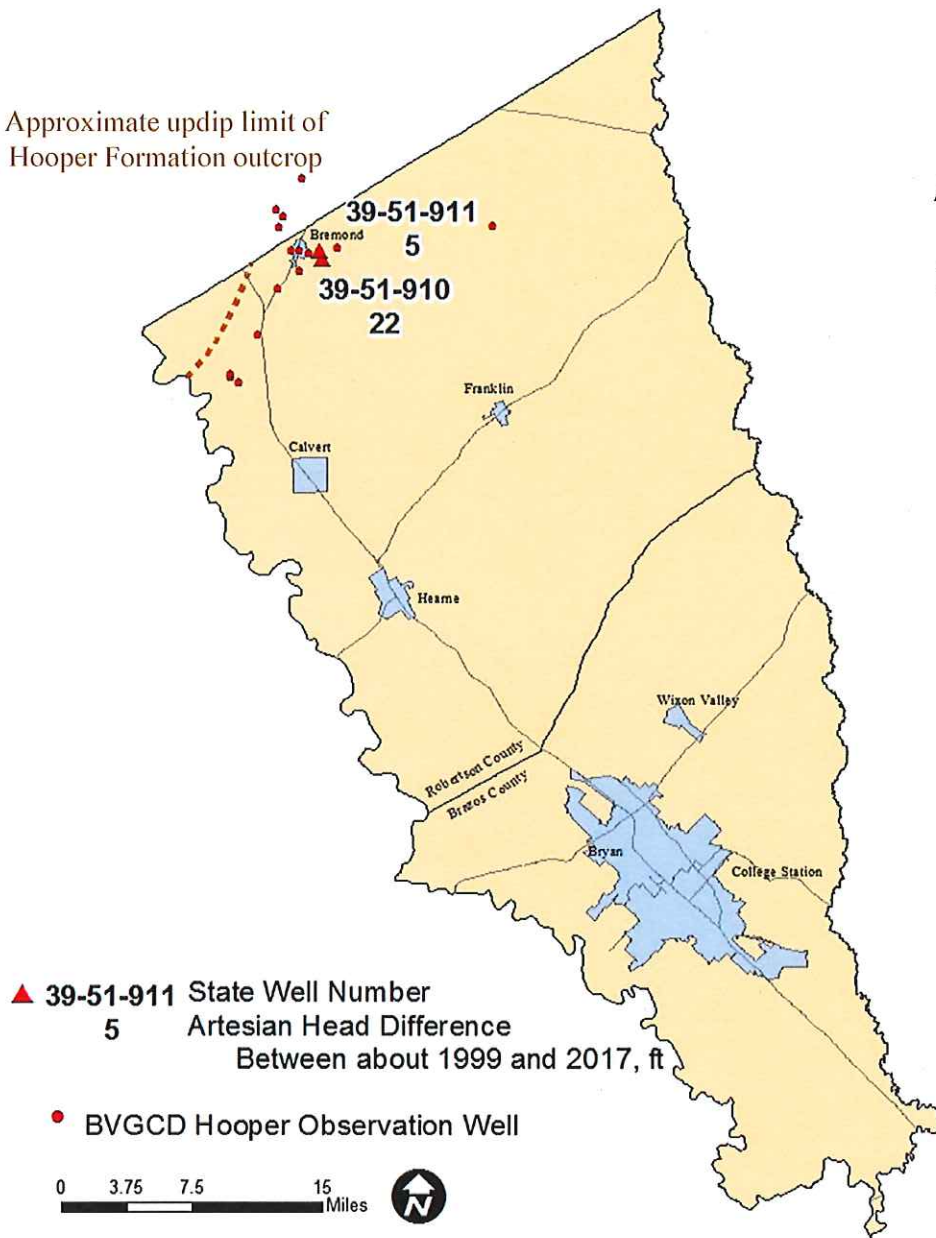 Approximate updip limit of
Hooper Formation outcrop
39-51-911
Bremond
5
39-51-910
22
Franklin
Calvert
Hearne
Wixon Valley
Robertson County
Brazos County
Bryan
College Station
39-51-911 State Well Number
5 Artesian Head Difference
Between about 1999 and 2017, ft
BVGCD Hooper Observation Well
0 3.75 7.5 15
Miles
N